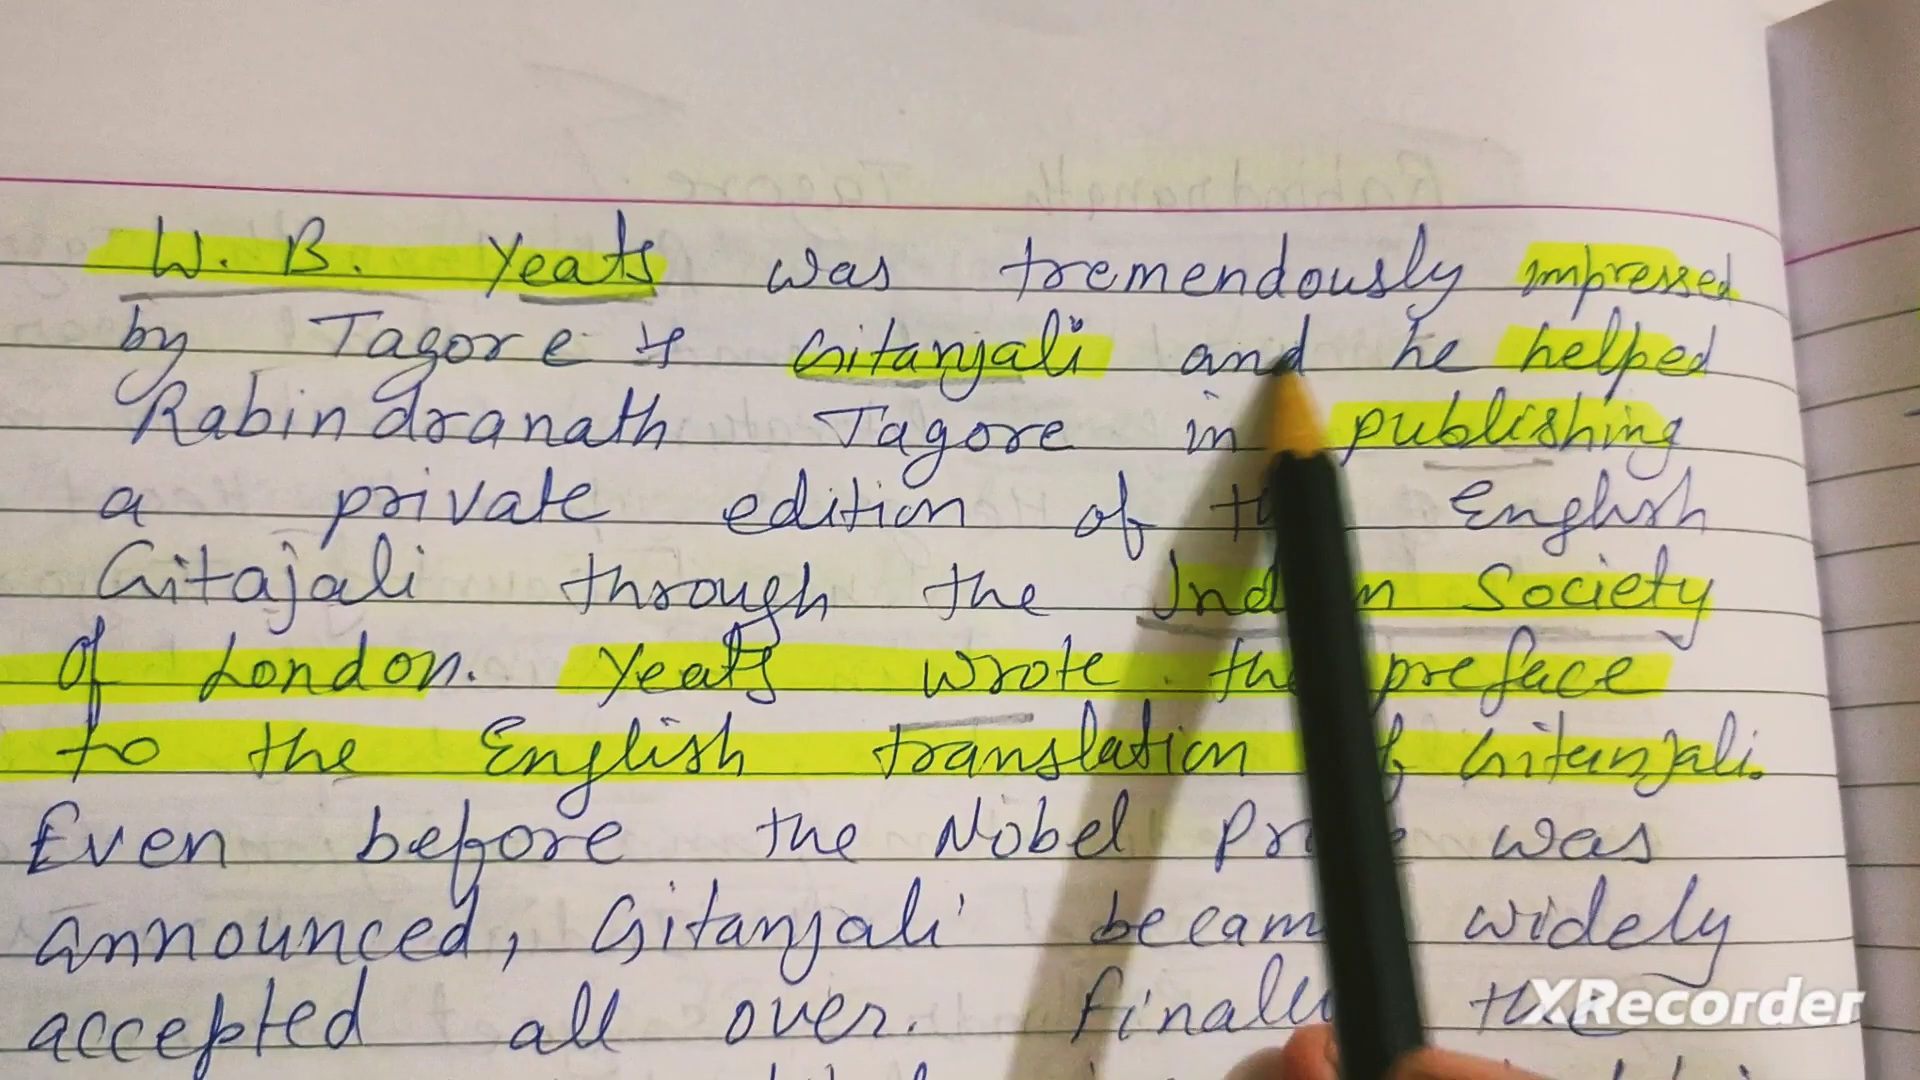 W. B. Yeats was tremendously impressed
by Tagore's Gitanjali and he helped
Rabindranath Tagore in publishing
a private edition of English
Gitajali through the Society
of London. Yeats wrote the preface
to the English translation Gitanjali.
Even before the Nobel was
announced, Gitanjali widely
accepted all over.
XRecorder